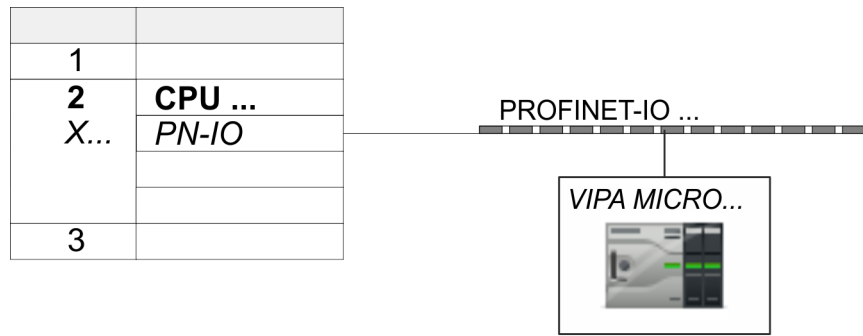 1
2 CPU ...
X... PN-IO
3
PROFINET-IO ...
VIPA MICRO...